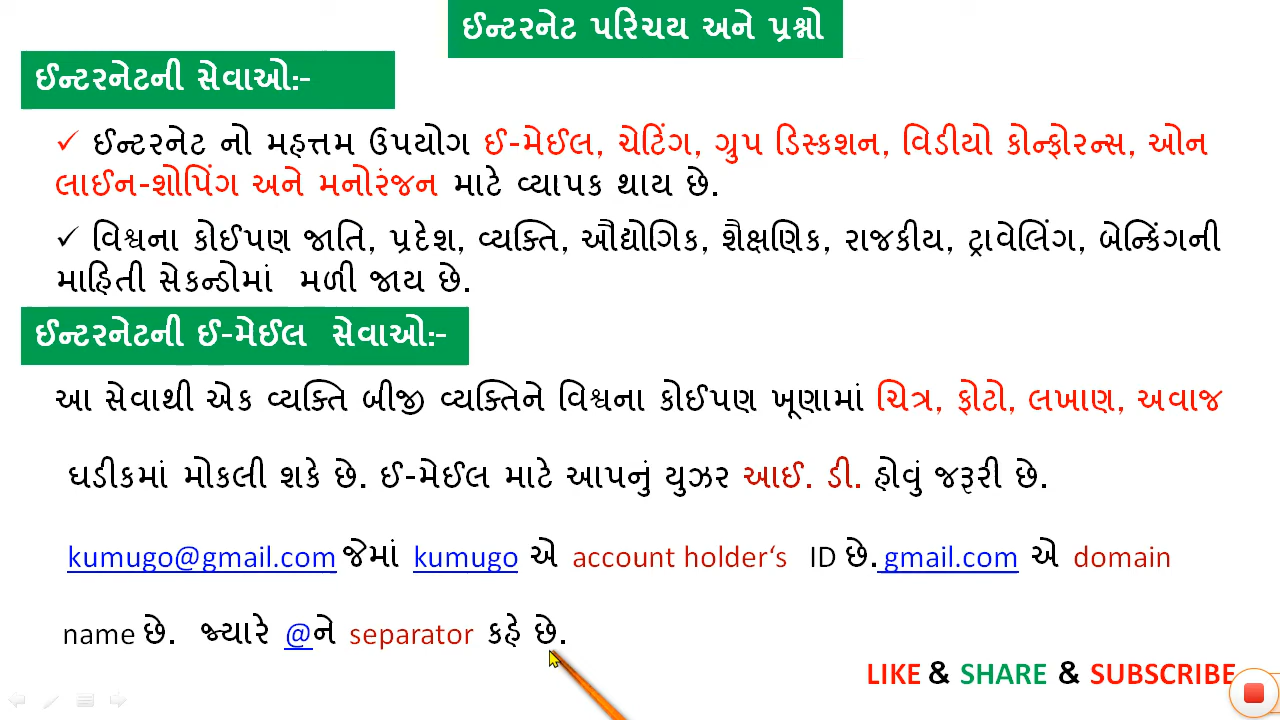 ઈન્ટરનેટ પરિચય અને પ્રશ્નો
ઈન્ટરનેટની સેવાઓ:-
✓ ઈન્ટરનેટ નો મહત્તમ ઉપયોગ ઈ-મેઈલ, ચેટિંગ, ગ્રુપ ડિસ્કશન, વિડીયો કોન્ફોરન્સ, ઓન
લાઈન-શોપિંગ અને મનોરંજન માટે વ્યાપક થાય છે.
✓ વિશ્વના કોઈપણ જાતિ, પ્રદેશ, વ્યક્તિ, ઔદ્યોગિક, શૈક્ષણિક, રાજકીય, ટ્રાવેલિંગ, બેન્કિંગની
માહિતી સેકન્ડોમાં મળી જાય છે.
ઈન્ટરનેટની ઈ-મેઈલ સેવાઓ:-
આ સેવાથી એક વ્યક્તિ બીજી વ્યક્તિને વિશ્વના કોઈપણ ખૂણામાં ચિત્ર, ફોટો, લખાણ, અવાજ
ઘડીકમાં મોકલી શકે છે. ઈ-મેઈલ માટે આપનું યુઝર આઈ. ડી. હોવું જરૂરી છે.
kumugo@gmail.com જેમાં kumugo એ account holder‘s ID છે. gmail.com એ domain
name છે. જ્યારે @ને separator કહે છે.
LIKE & SHARE & SUBSCRIBE